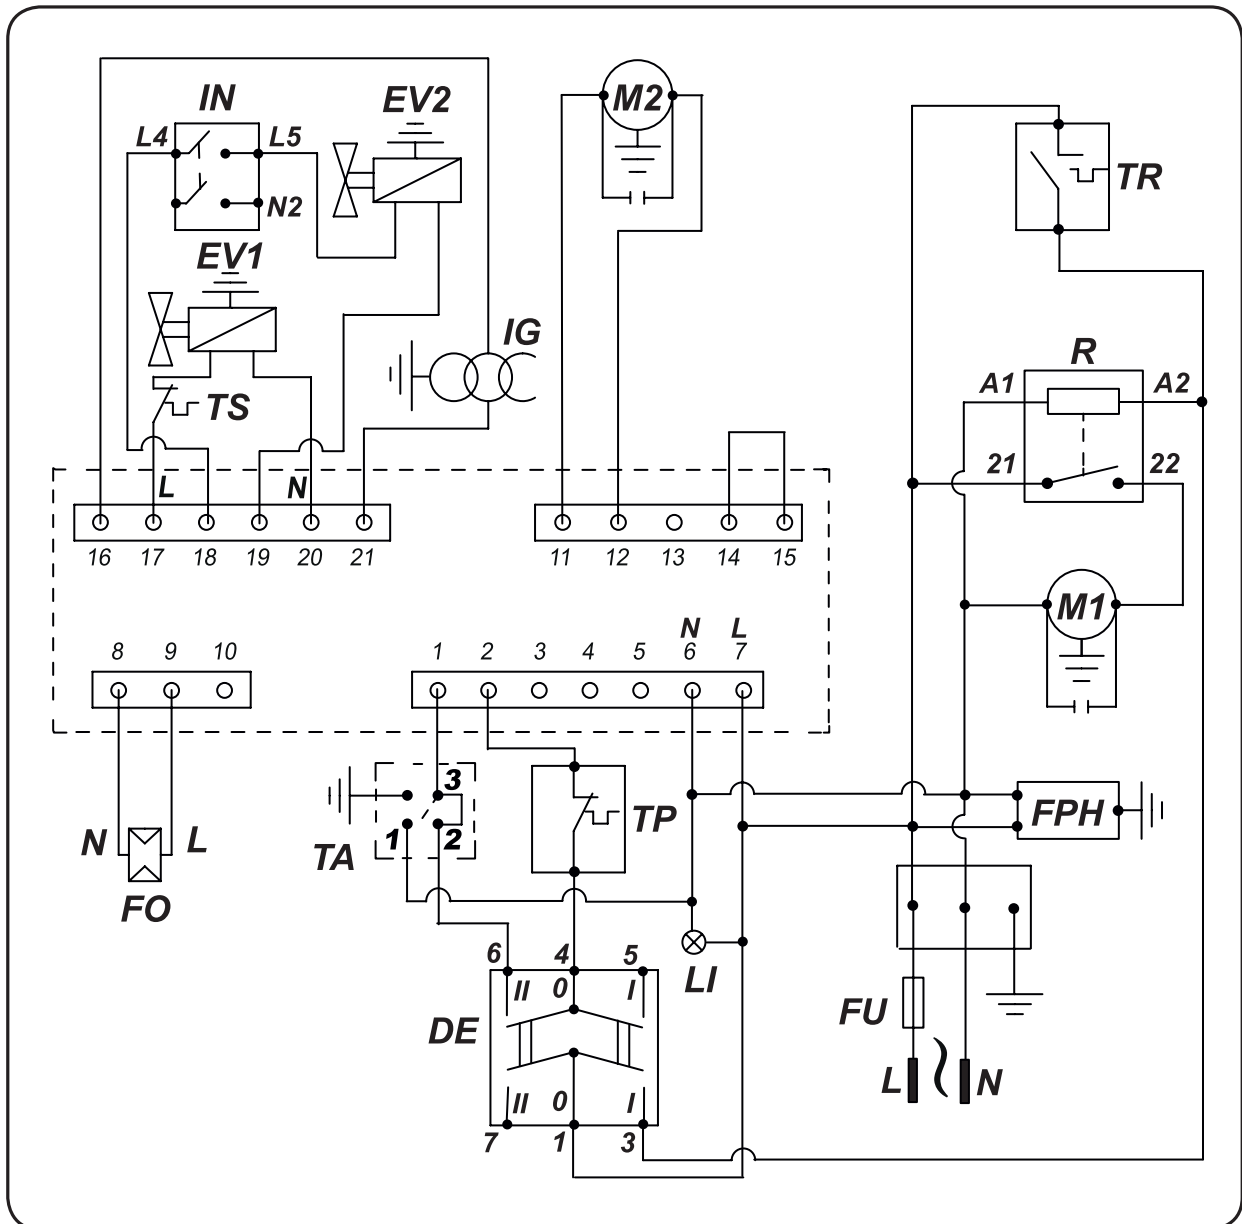 IN
EV2
M2
L4
L5
TR
N2
EV1
IG
R
TS
A1
A2
L
N
21
22
16 17 18 19 20 21
11 12 13 14 15
M1
N L
8 9 10
1 2 3 4 5 6 7
3
N
L
1
2
TA
TP
FPH
FO
6 4 5
LI
II 0 I
DE
FU
L
N
II 0 I
7 1 3